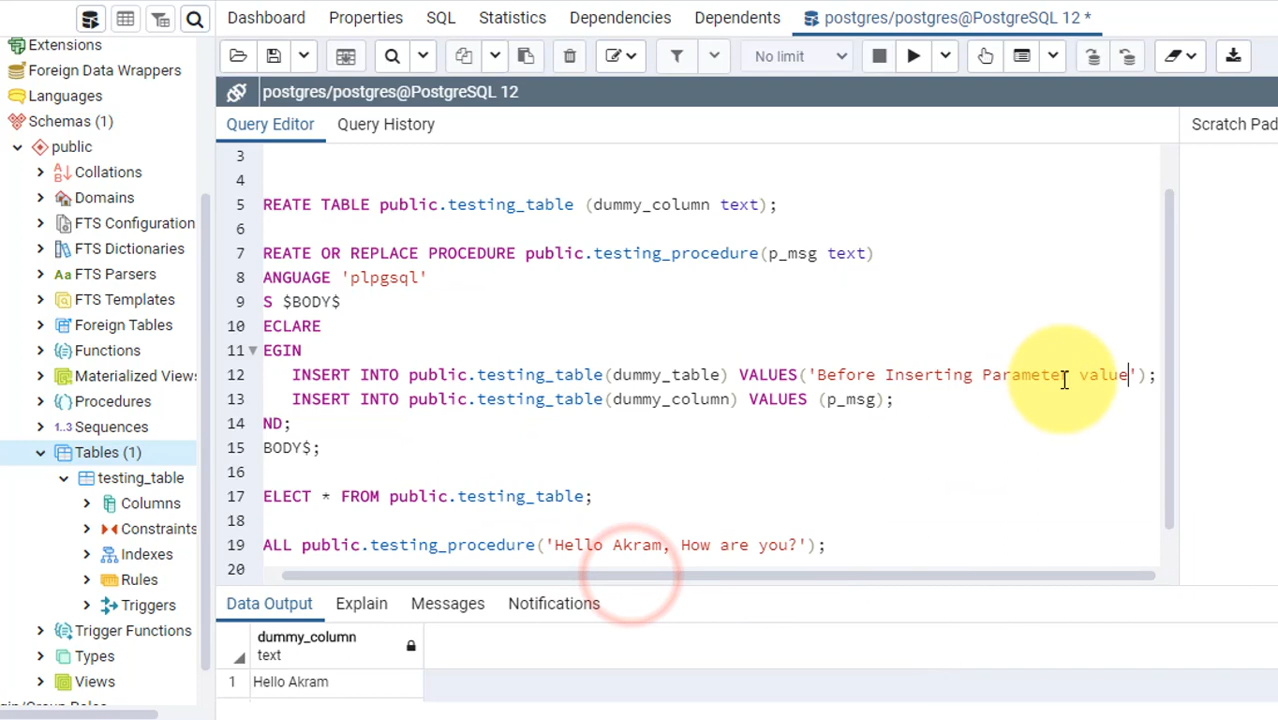 Dashboard Properties SQL Statistics Dependencies Dependents postgres/postgres@PostgreSQL 12 *
No limit
postgres/postgres@PostgreSQL 12
Query Editor Query History Scratch Pad
Extensions
Foreign Data Wrappers
Languages
Schemas (1)
public
Collations
Domains
FTS Configuration
FTS Dictionaries
Aa FTS Parsers
FTS Templates
Foreign Tables
Functions
Materialized Views
Procedures
1..3 Sequences
Tables (1)
testing_table
Columns
Constraints
Indexes
Rules
Triggers
Trigger Functions
Types
Views
3
4
5 REATE TABLE public.testing_table (dummy_column text);
6
7 REATE OR REPLACE PROCEDURE public.testing_procedure(p_msg text)
8 ANGUAGE 'plpgsql'
9 S $BODY$
10 ECLARE
11 EGIN
12 INSERT INTO public.testing_table(dummy_table) VALUES('Before Inserting Parameter value');
13 INSERT INTO public.testing_table(dummy_column) VALUES (p_msg);
14 ND;
15 BODY$;
16
17 ELECT * FROM public.testing_table;
18
19 ALL public.testing_procedure('Hello Akram, How are you?');
20
Data Output Explain Messages Notifications
dummy_column
text
1 Hello Akram